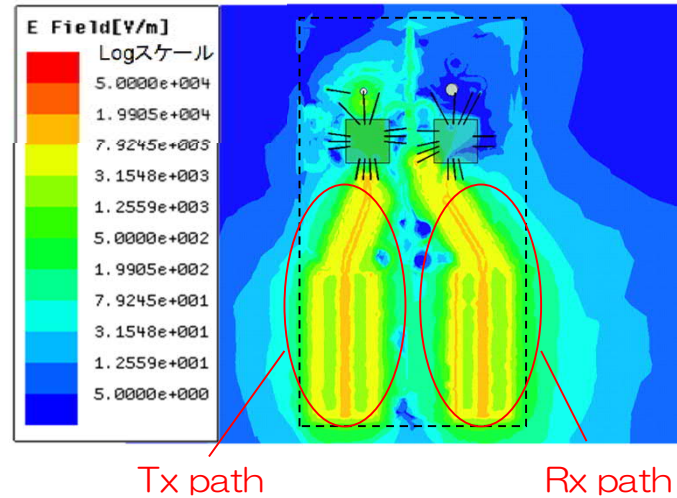 E Field[V/m]
Logスケール
5.0000e+004
1.9905e+004
7.9245e+003
3.1548e+003
1.2559e+003
5.0000e+002
1.9905e+002
7.9245e+001
3.1548e+001
1.2559e+001
5.0000e+000
Tx path
Rx path